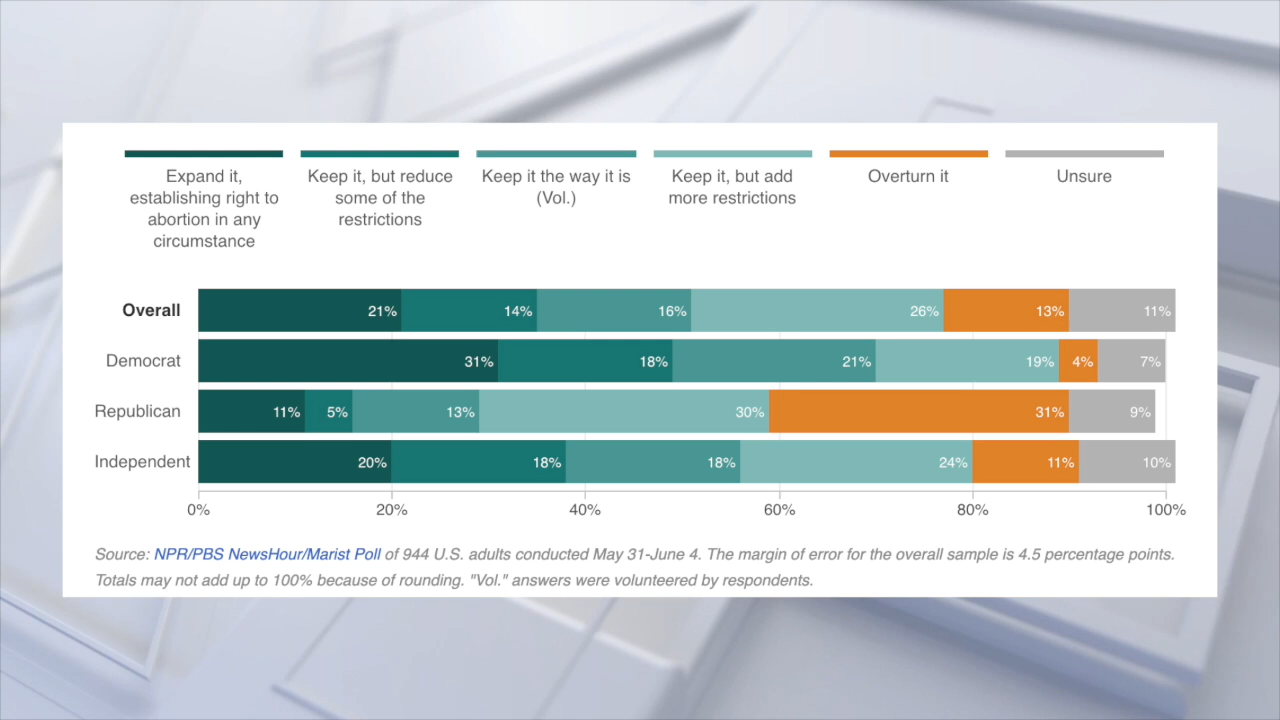 Expand it,
establishing right to
abortion in any
circumstance
Keep it, but reduce
some of the
restrictions
Keep it the way it is
(Vol.)
Keep it, but add
more restrictions
Overturn it
Unsure
Overall 21% 14% 16% 26% 13% 11%
Democrat 31% 18% 21% 19% 4% 7%
Republican 11% 5% 13% 30% 31% 9%
Independent 20% 18% 18% 24% 11% 10%
0% 20% 40% 60% 80% 100%
Source: NPR/PBS NewsHour/Marist Poll of 944 U.S. adults conducted May 31-June 4. The margin of error for the overall sample is 4.5 percentage points.
Totals may not add up to 100% because of rounding. "Vol." answers were volunteered by respondents.